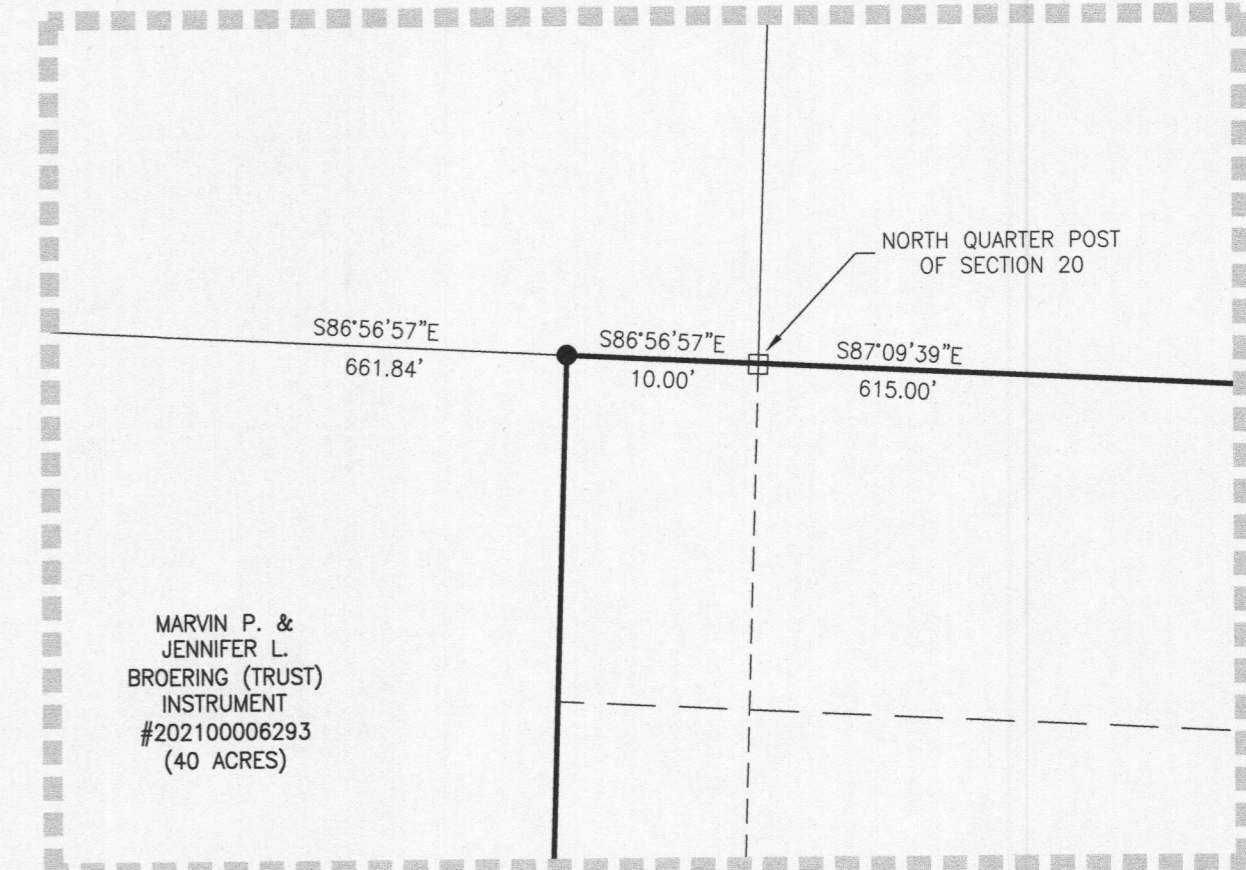 NORTH QUARTER POST
OF SECTION 20
S86°56'57"E
661.84'
S86°56'57"E
10.00'
S87°09'39"E
615.00'
MARVIN P. &
JENNIFER L.
BROERING (TRUST)
INSTRUMENT
#202100006293
(40 ACRES)